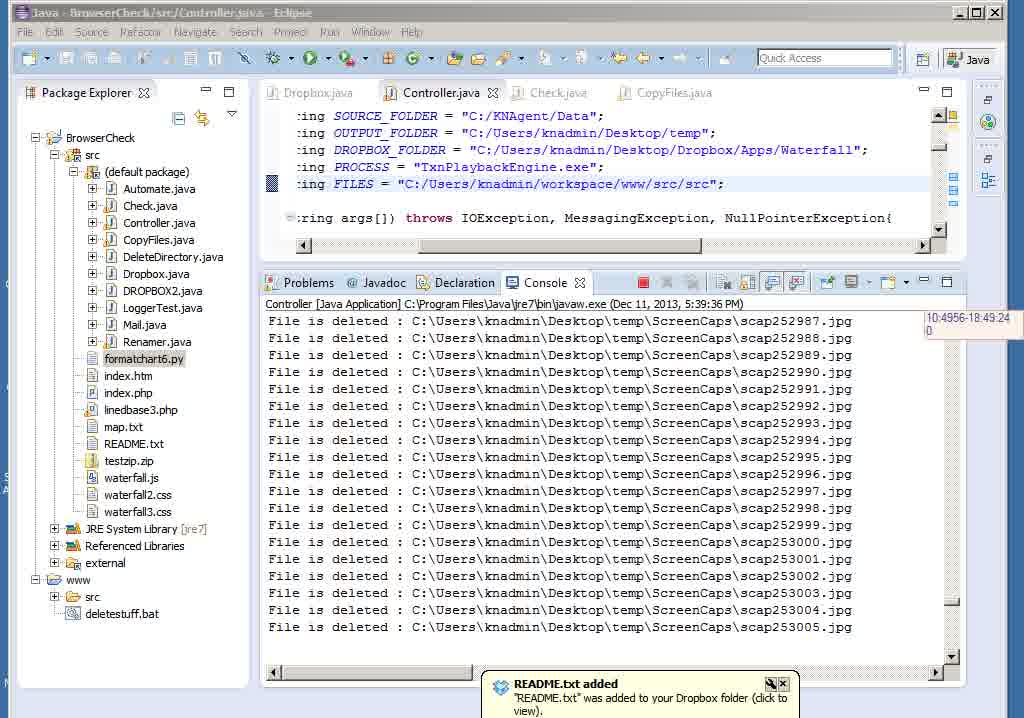 Java - BrowserCheck/src/Controller.java - Eclipse
File Edit Source Refactor Navigate Search Project Run Window Help
Quick Access
Java
Package Explorer
BrowserCheck
src
(default package)
Automate.java
Check.java
Controller.java
CopyFiles.java
DeleteDirectory.java
Dropbox.java
DROPBOX2.java
LoggerTest.java
Mail.java
Renamer.java
formatchart6.py
index.htm
index.php
linedbase3.php
map.txt
README.txt
testzip.zip
waterfall.js
waterfall2.css
waterfall3.css
JRE System Library [jre7]
Referenced Libraries
external
www
src
deletestuff.bat
Dropbox.java Controller.java Check.java CopyFiles.java
:ing SOURCE_FOLDER = "C:/KNAgent/Data";
:ing OUTPUT_FOLDER = "C:/Users/knadmin/Desktop/temp";
:ing DROPBOX_FOLDER = "C:/Users/knadmin/Desktop/Dropbox/Apps/Waterfall";
:ing PROCESS = "TxnPlaybackEngine.exe";
:ing FILES = "C:/Users/knadmin/workspace/www/src/src";
:ring args[]) throws IOException, MessagingException, NullPointerException{
Problems @ Javadoc Declaration Console
Controller [Java Application] C:\Program Files\Java\jre7\bin\javaw.exe (Dec 11, 2013, 5:39:36 PM)
File is deleted : C:\Users\knadmin\Desktop\temp\ScreenCaps\scap252987.jpg
File is deleted : C:\Users\knadmin\Desktop\temp\ScreenCaps\scap252988.jpg
File is deleted : C:\Users\knadmin\Desktop\temp\ScreenCaps\scap252989.jpg
File is deleted : C:\Users\knadmin\Desktop\temp\ScreenCaps\scap252990.jpg
File is deleted : C:\Users\knadmin\Desktop\temp\ScreenCaps\scap252991.jpg
File is deleted : C:\Users\knadmin\Desktop\temp\ScreenCaps\scap252992.jpg
File is deleted : C:\Users\knadmin\Desktop\temp\ScreenCaps\scap252993.jpg
File is deleted : C:\Users\knadmin\Desktop\temp\ScreenCaps\scap252994.jpg
File is deleted : C:\Users\knadmin\Desktop\temp\ScreenCaps\scap252995.jpg
File is deleted : C:\Users\knadmin\Desktop\temp\ScreenCaps\scap252996.jpg
File is deleted : C:\Users\knadmin\Desktop\temp\ScreenCaps\scap252997.jpg
File is deleted : C:\Users\knadmin\Desktop\temp\ScreenCaps\scap252998.jpg
File is deleted : C:\Users\knadmin\Desktop\temp\ScreenCaps\scap252999.jpg
File is deleted : C:\Users\knadmin\Desktop\temp\ScreenCaps\scap253000.jpg
File is deleted : C:\Users\knadmin\Desktop\temp\ScreenCaps\scap253001.jpg
File is deleted : C:\Users\knadmin\Desktop\temp\ScreenCaps\scap253002.jpg
File is deleted : C:\Users\knadmin\Desktop\temp\ScreenCaps\scap253003.jpg
File is deleted : C:\Users\knadmin\Desktop\temp\ScreenCaps\scap253004.jpg
File is deleted : C:\Users\knadmin\Desktop\temp\ScreenCaps\scap253005.jpg
10:4956-18:49:24
0
README.txt added
"README.txt" was added to your Dropbox folder (click to
view).